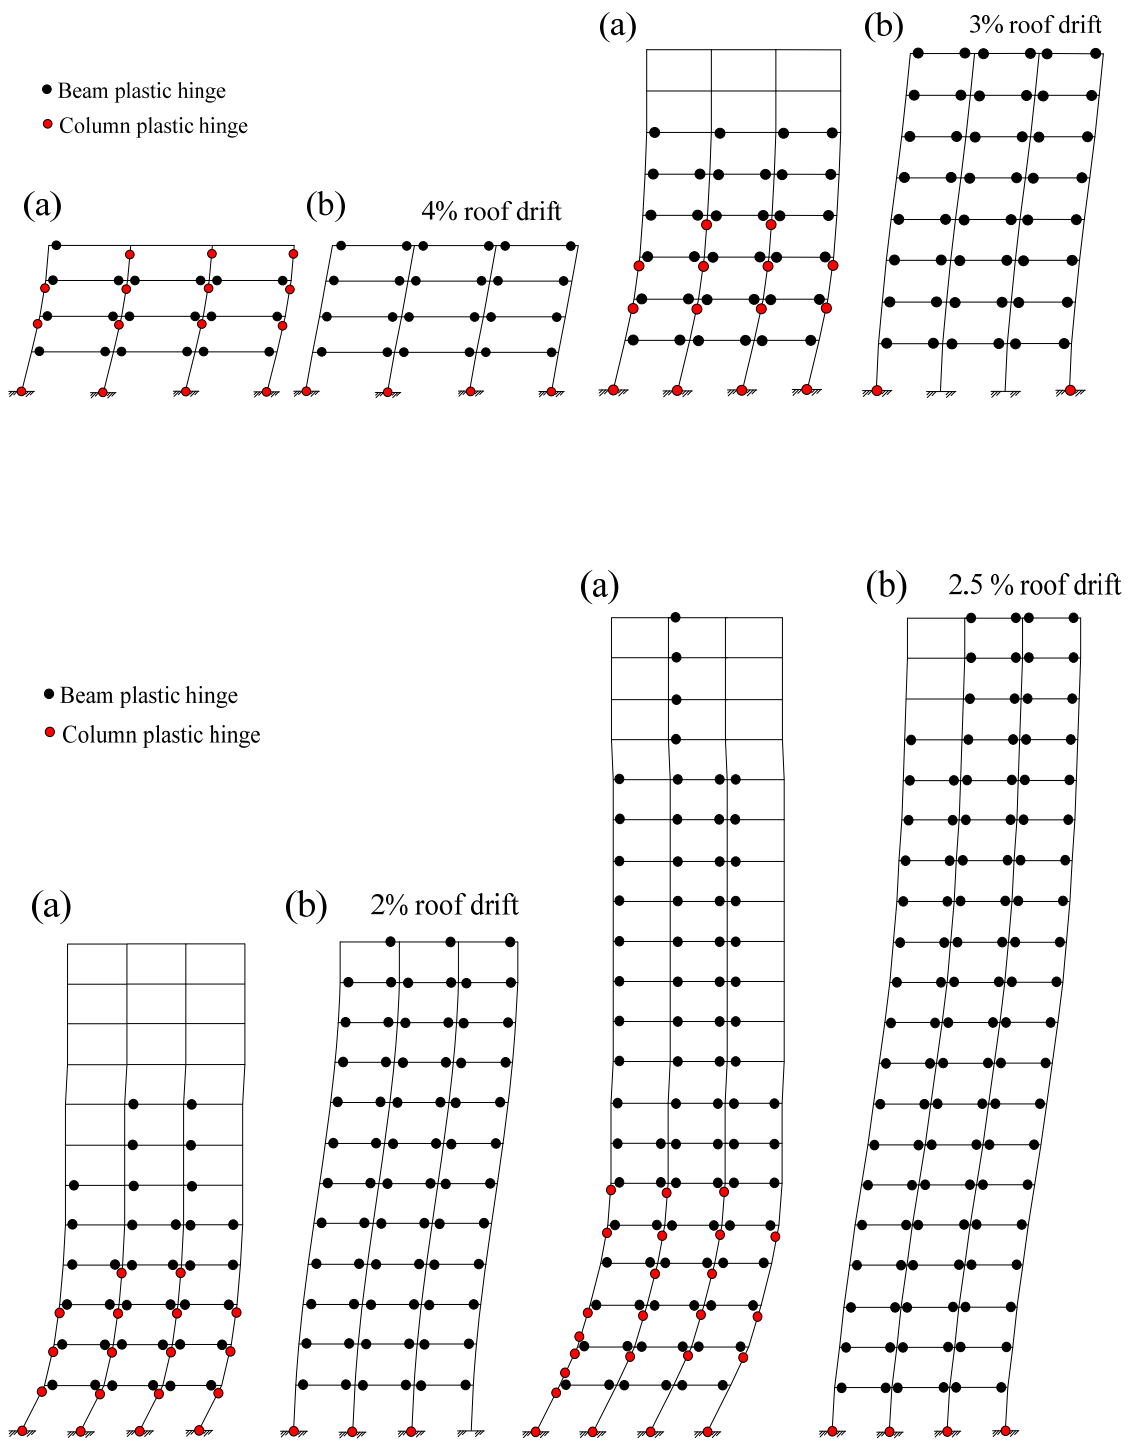 (a)
(b)
3% roof drift
Beam plastic hinge
Column plastic hinge
(a)
(b)
4% roof drift
(a)
(b)
2.5 % roof drift
Beam plastic hinge
Column plastic hinge
(a)
(b)
2% roof drift